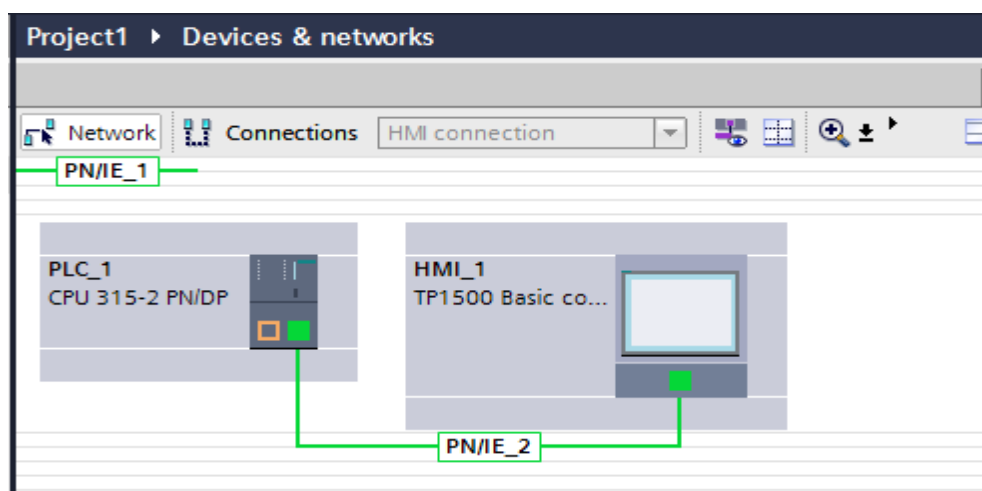 Project1 ▸ Devices & networks
Network Connections HMI connection
PN/IE_1
PLC_1
CPU 315-2 PN/DP
HMI_1
TP1500 Basic co...
PN/IE_2